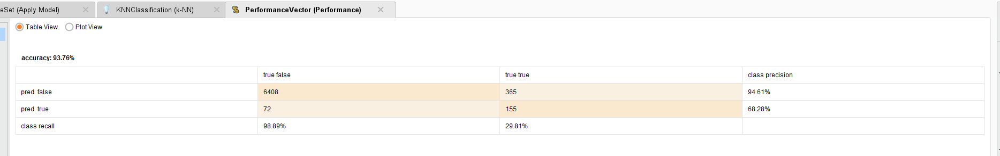 eSet (Apply Model) KNNClassification (k-NN) % PerformanceVector (Performance)
Table View Plot View
accuracy: 93.76%
true false true true class precision
pred. false 6408 365 94.61%
pred. true 72 155 68.28%
class recall 98.89% 29.81%